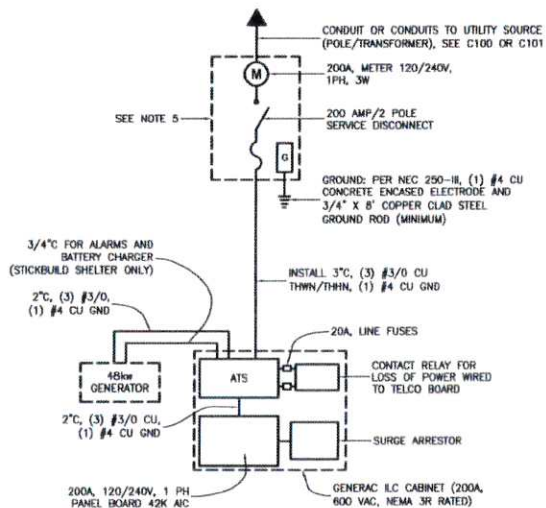 CONDUIT OR CONDUITS TO UTILITY SOURCE
(POLE/TRANSFORMER), SEE C100 OR C101
M
200A, METER 120/240V,
1PH, 3W
SEE NOTE 5
200 AMP/2 POLE
SERVICE DISCONNECT
G
GROUND: PER NEC 250-III, (1) #4 CU
CONCRETE ENCASED ELECTRODE AND
3/4" X 8' COPPER CLAD STEEL
GROUND ROD (MINIMUM)
3/4"C FOR ALARMS AND
BATTERY CHARGER
(STICKBUILD SHELTER ONLY)
INSTALL 3"C, (3) #3/0 CU
THWN/THHN, (1) #4 CU GND
2"C, (3) #3/0,
(1) #4 CU GND
20A, LINE FUSES
48kw
GENERATOR
ATS
CONTACT RELAY FOR
LOSS OF POWER WIRED
TO TELCO BOARD
2"C, (3) #3/0 CU,
(1) #4 CU GND
SURGE ARRESTOR
200A, 120/240V, 1 PH
PANEL BOARD 42K AIC
GENERAC ILC CABINET (200A,
600 VAC, NEMA 3R RATED)